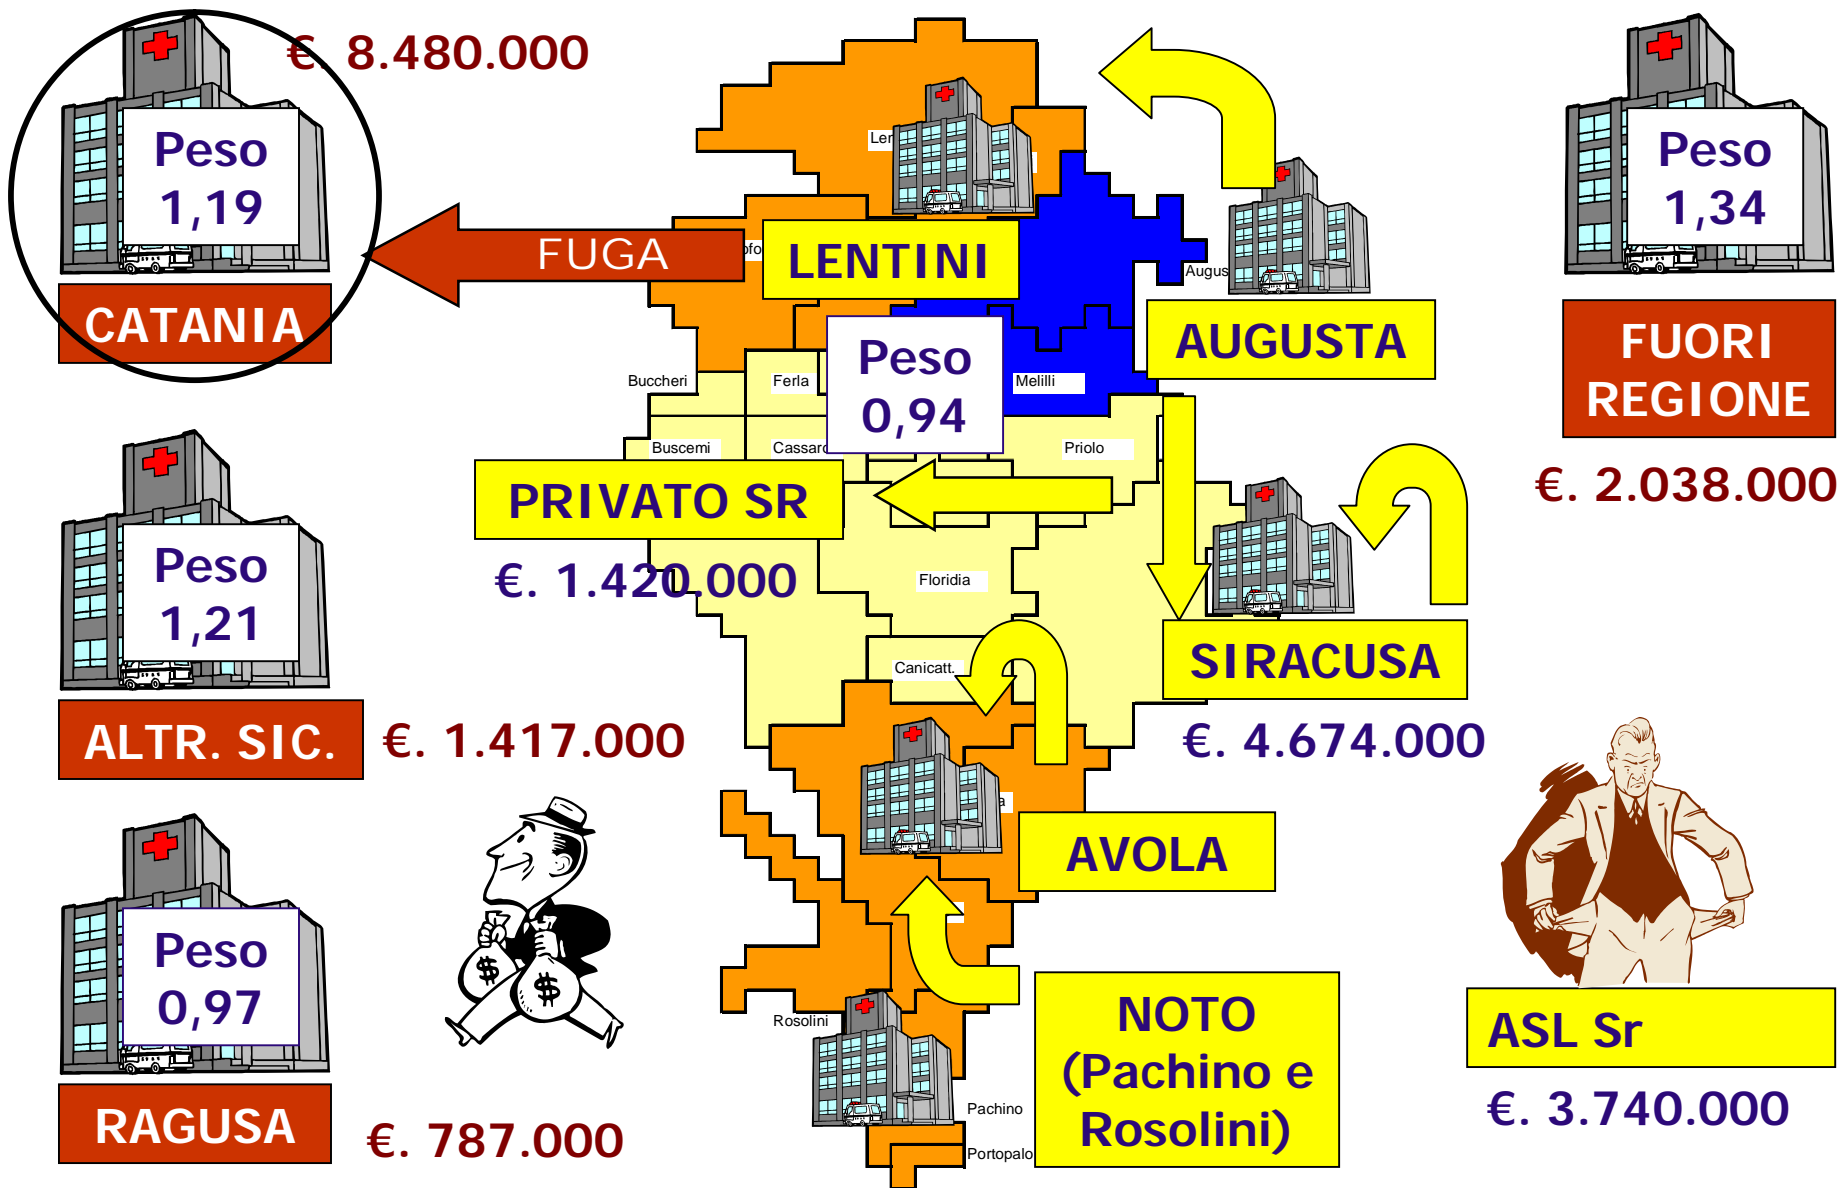 €. 8.480.000
Peso
1,19
CATANIA
FUGA
LENTINI
AUGUSTA
Peso
1,34
FUORI
REGIONE
€. 2.038.000
Peso
0,94
Buccheri
Ferla
Melilli
Buscemi
Priolo
PRIVATO SR
€. 1.420.000
Floridia
Canicatt.
SIRACUSA
€. 4.674.000
Peso
1,21
ALTR. SIC.
€. 1.417.000
AVOLA
Peso
0,97
RAGUSA
€. 787.000
$
$
Rosolini
Pachino
Portopalo
NOTO
(Pachino e
Rosolini)
ASL Sr
€. 3.740.000